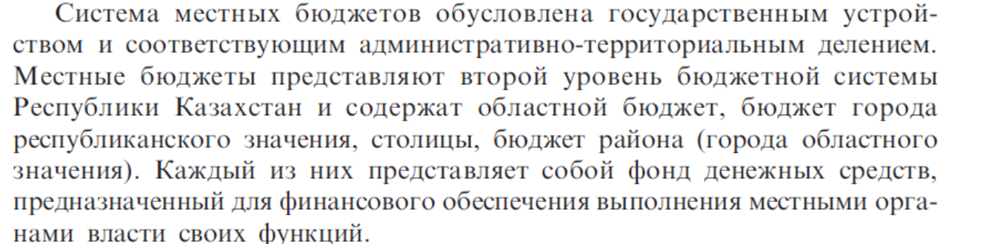 Система местных бюджетов обусловлена государственным устрой-
ством и соответствующим административно-территориальным делением.
Местные бюджеты представляют второй уровень бюджетной системы
Республики Казахстан и содержат областной бюджет, бюджет города
республиканского значения, столицы, бюджет района (города областного
значения). Каждый из них представляет собой фонд денежных средств,
предназначенный для финансового обеспечения выполнения местными орга-
нами власти своих функций.